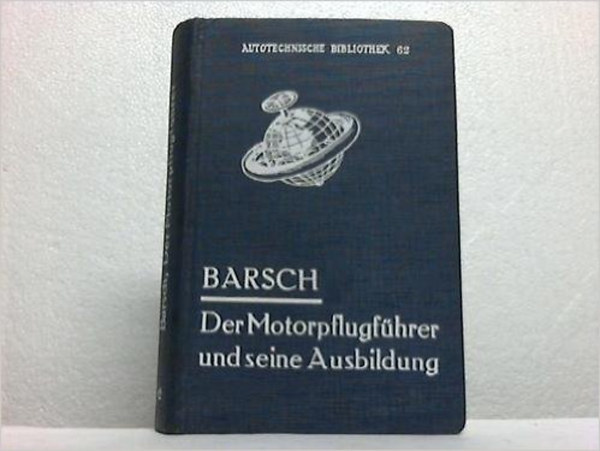 AUTOTECHNISCHE BIBLIOTHEK 62
BARSCH
Der Motorpflugführer
und seine Ausbildung